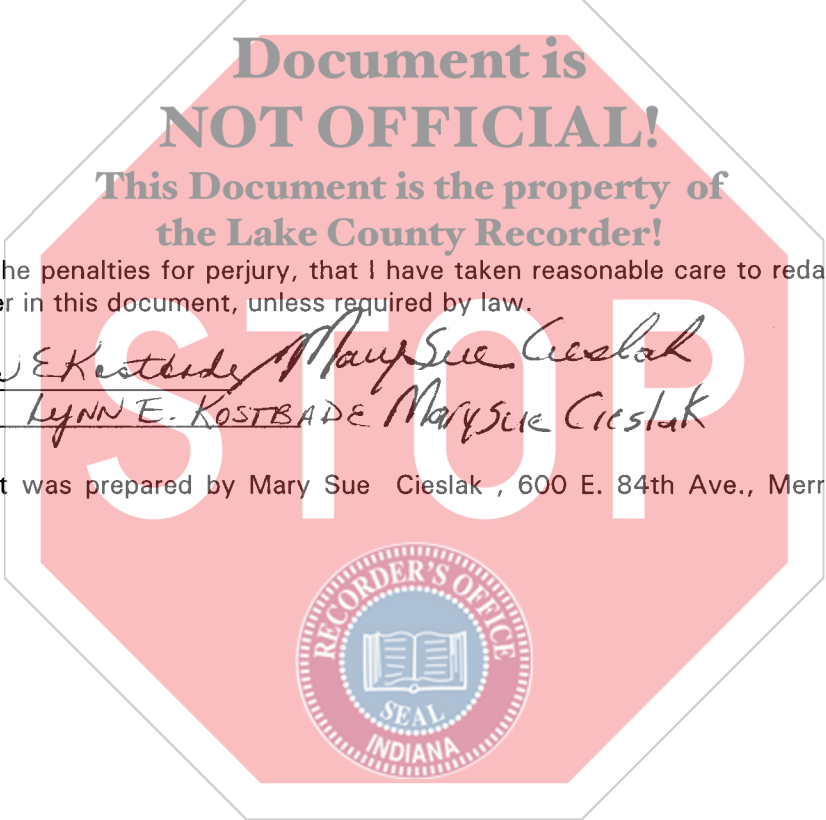 Document is
NOT OFFICIAL!
This Document is the property of
the Lake County Recorder!
he penalties for perjury, that I have taken reasonable care to reda
er in this document, unless required by law.
E Kostbade Mary Sue Cieslak
LYNN E. KOSTBADE Mary Sue Cieslak
t was prepared by Mary Sue Cieslak , 600 E. 84th Ave., Merr
STOP
RECORDER'S OFFICE
SEAL
INDIANA